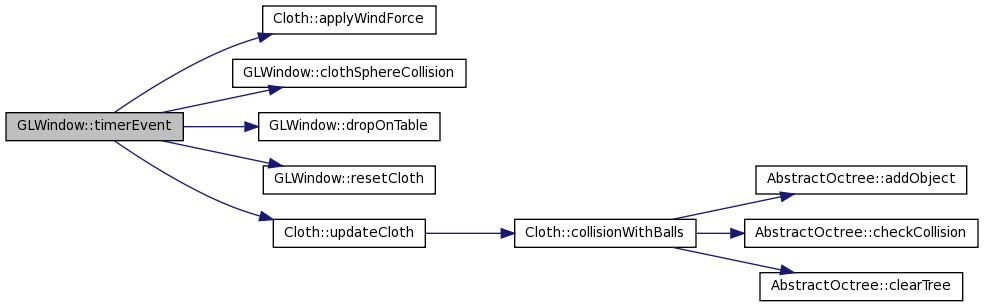 Cloth::applyWindForce
GLWindow::clothSphereCollision
GLWindow::timerEvent
GLWindow::dropOnTable
GLWindow::resetCloth
AbstractOctree::addObject
Cloth::updateCloth
Cloth::collisionWithBalls
AbstractOctree::checkCollision
AbstractOctree::clearTree